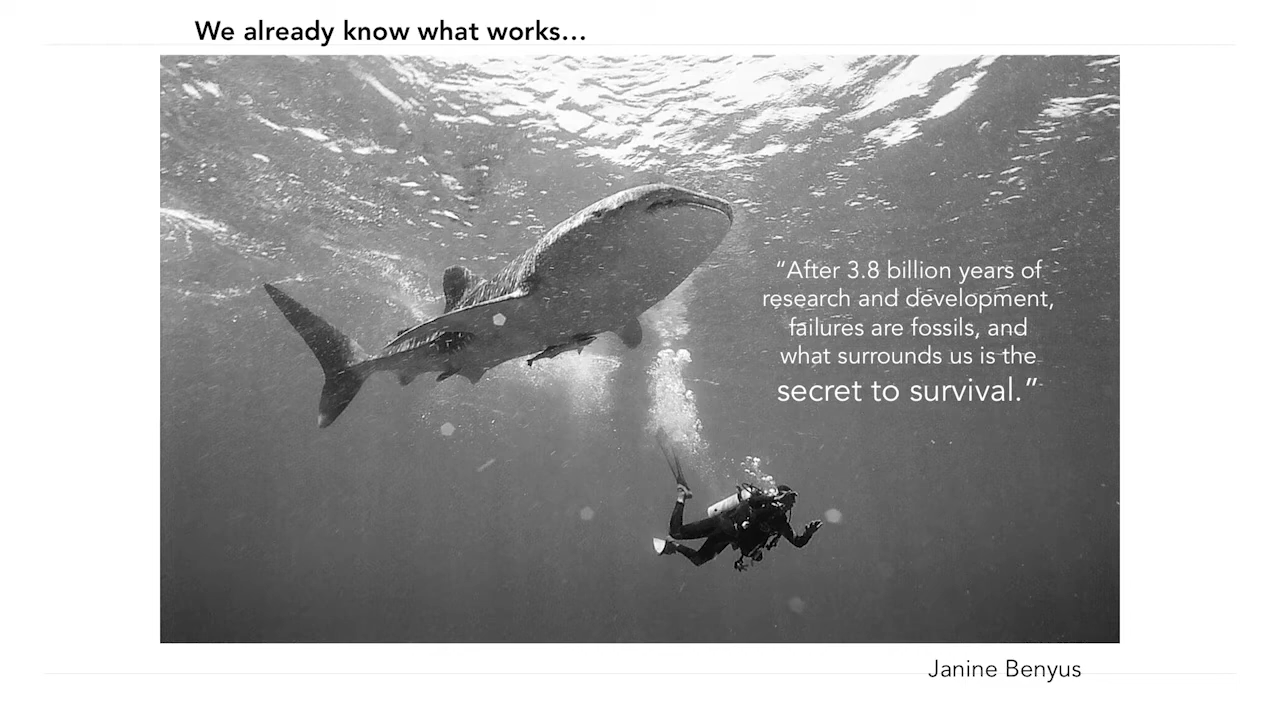 We already know what works…
“After 3.8 billion years of
research and development,
failures are fossils, and
what surrounds us is the
secret to survival.”
Janine Benyus